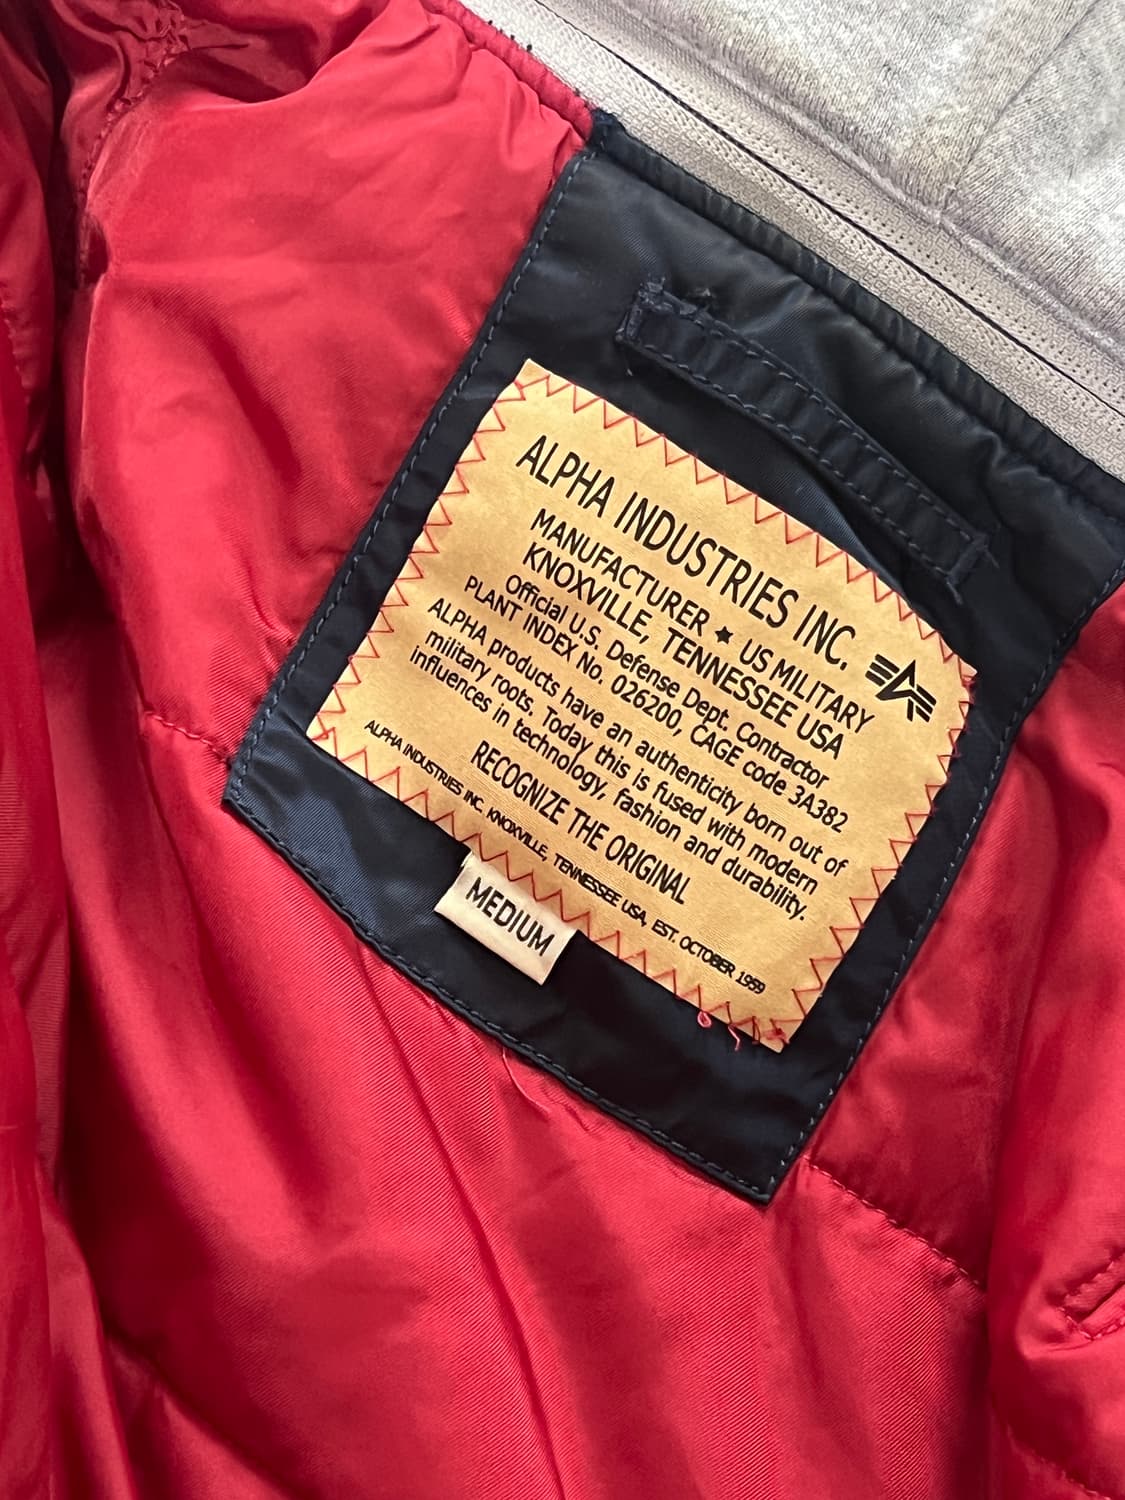 ALPHA INDUSTRIES INC.
MANUFACTURER ★ US MILITARY
KNOXVILLE, TENNESSEE USA
Official U.S. Defense Dept. Contractor
PLANT INDEX No. 026200, CAGE code 3A382
ALPHA products have an authenticity born out of
military roots. Today this is fused with modern
influences in technology, fashion and durability.
RECOGNIZE THE ORIGINAL
ALPHA INDUSTRIES INC. KNOXVILLE, TENNESSEE USA, EST. OCTOBER 1959
MEDIUM